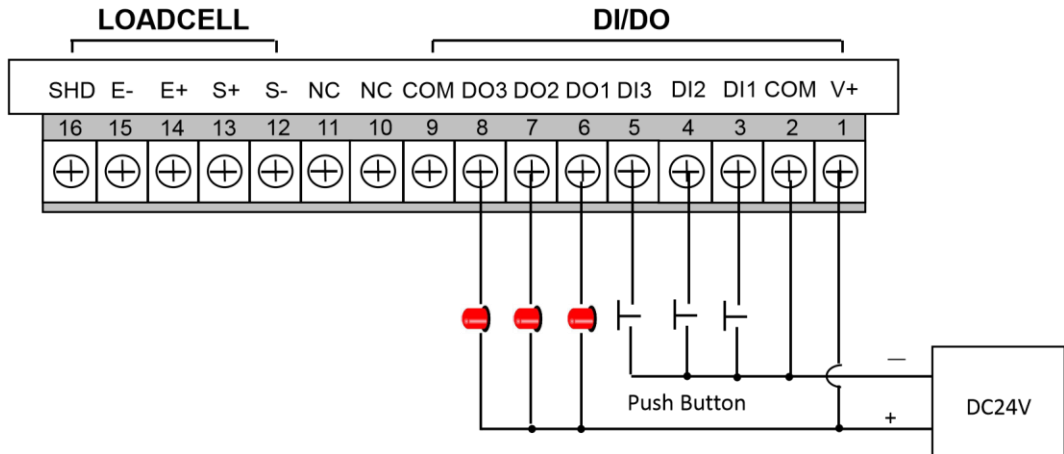 LOADCELL DI/DO
SHD E- E+ S+ S- NC NC COM DO3 DO2 DO1 DI3 DI2 DI1 COM V+
16 15 14 13 12 11 10 9 8 7 6 5 4 3 2 1
—
Push Button
+
DC24V